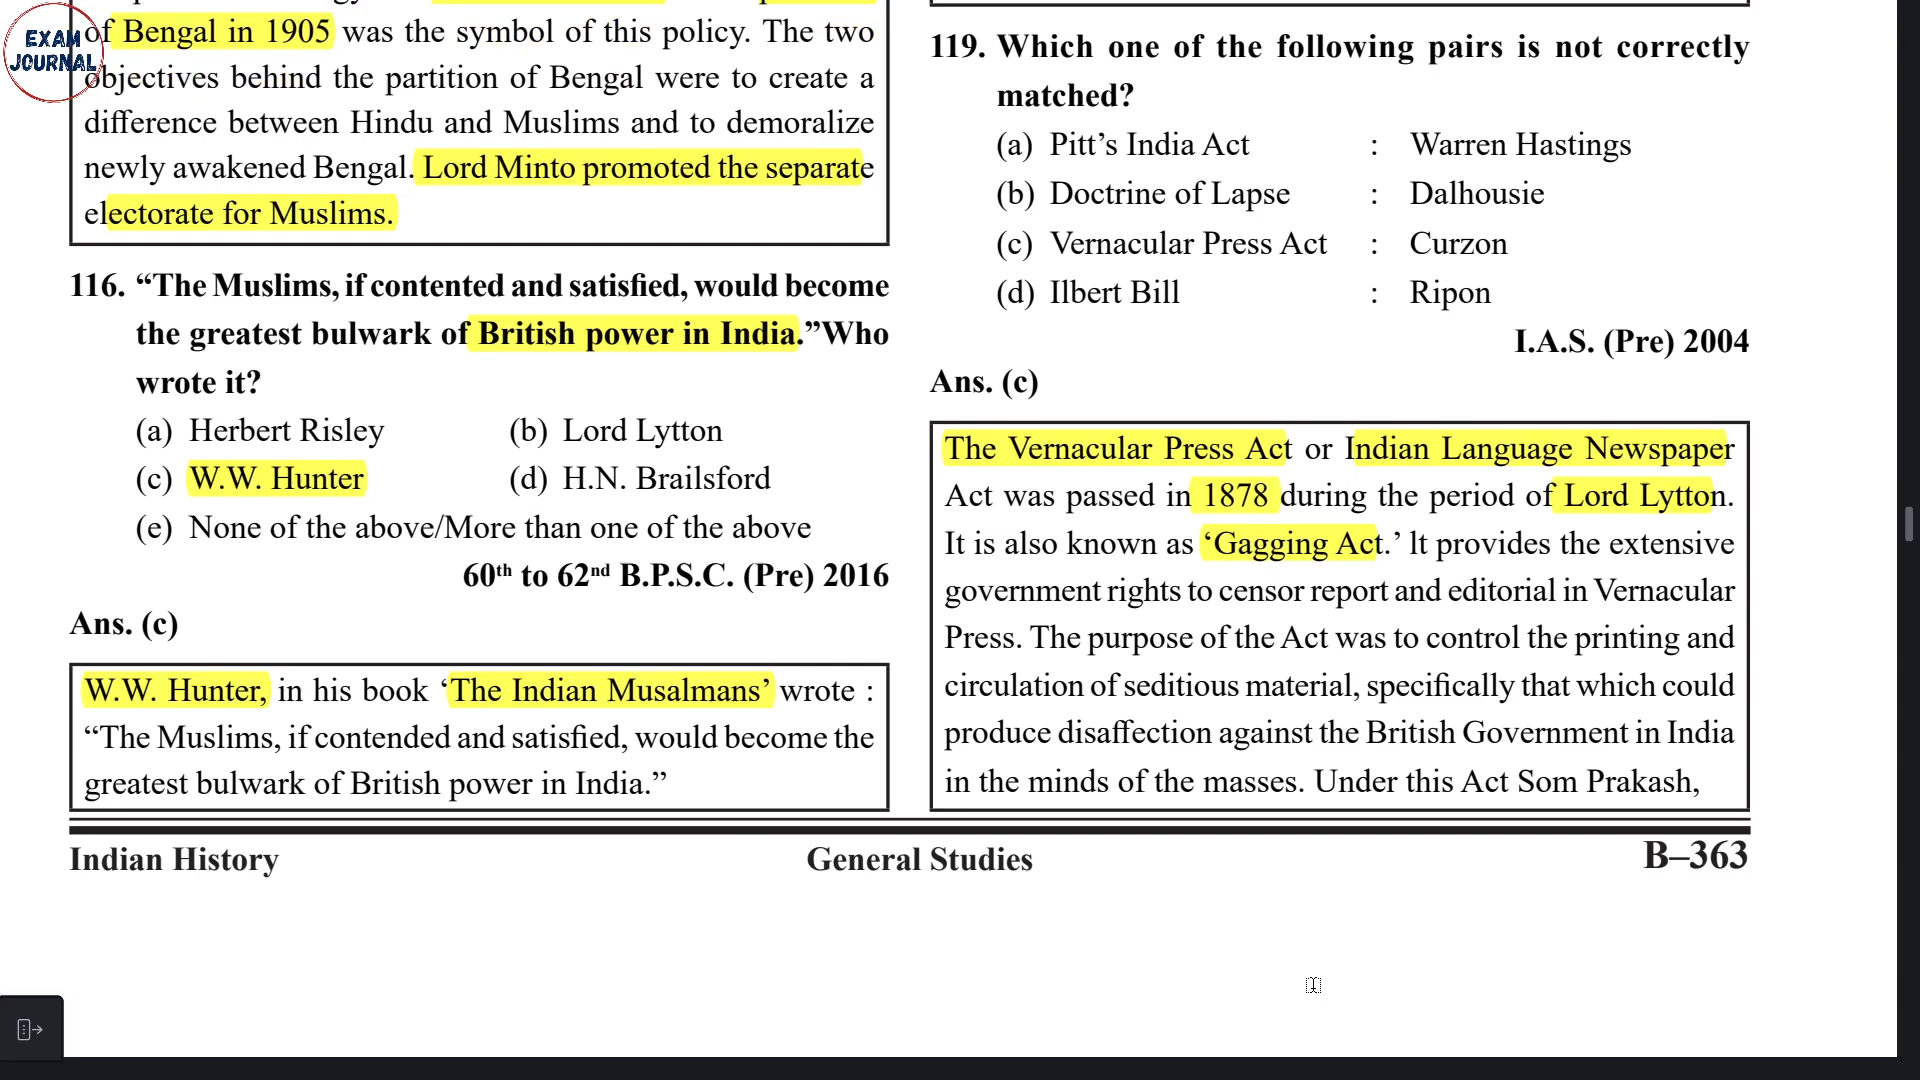 EXAM
JOURNAL
of Bengal in 1905 was the symbol of this policy. The two
objectives behind the partition of Bengal were to create a
difference between Hindu and Muslims and to demoralize
newly awakened Bengal. Lord Minto promoted the separate
electorate for Muslims.
116. “The Muslims, if contented and satisfied, would become
the greatest bulwark of British power in India.”Who
wrote it?
(a) Herbert Risley (b) Lord Lytton
(c) W.W. Hunter (d) H.N. Brailsford
(e) None of the above/More than one of the above
60th to 62nd B.P.S.C. (Pre) 2016
Ans. (c)
W.W. Hunter, in his book ‘The Indian Musalmans’ wrote :
“The Muslims, if contended and satisfied, would become the
greatest bulwark of British power in India.”
119. Which one of the following pairs is not correctly
matched?
(a) Pitt’s India Act : Warren Hastings
(b) Doctrine of Lapse : Dalhousie
(c) Vernacular Press Act : Curzon
(d) Ilbert Bill : Ripon
I.A.S. (Pre) 2004
Ans. (c)
The Vernacular Press Act or Indian Language Newspaper
Act was passed in 1878 during the period of Lord Lytton.
It is also known as ‘Gagging Act.’ lt provides the extensive
government rights to censor report and editorial in Vernacular
Press. The purpose of the Act was to control the printing and
circulation of seditious material, specifically that which could
produce disaffection against the British Government in India
in the minds of the masses. Under this Act Som Prakash,
Indian History General Studies B–363